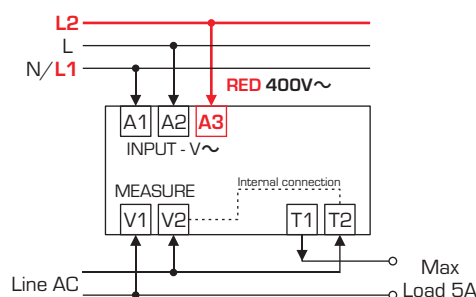 L2
L
N/L1
RED 400V∼
A1 A2 A3
INPUT - V∼
MEASURE
Internal connection
V1 V2 T1 T2
Line AC
Max
Load 5A